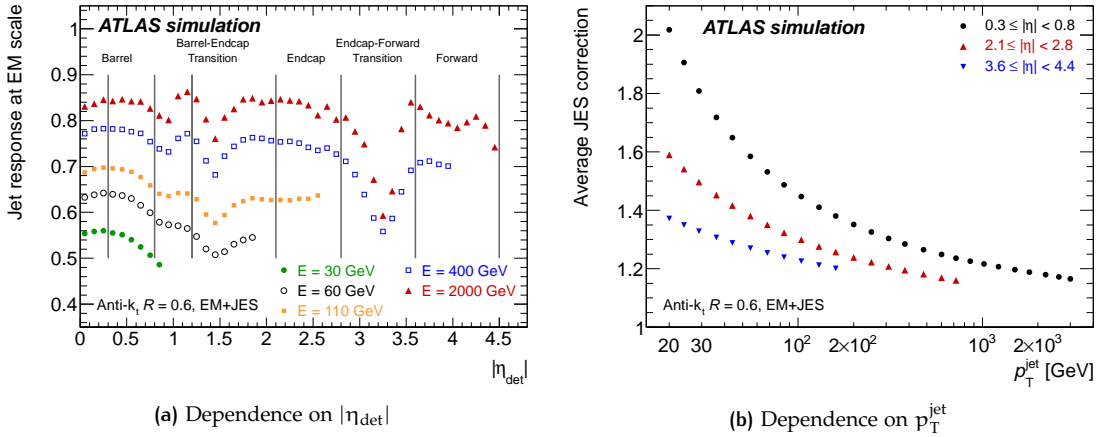 ATLAS simulation
Barrel
Barrel-Endcap
Transition
Endcap
Endcap-Forward
Transition
Forward
Jet response at EM scale
1
0.9
0.8
0.7
0.6
0.5
0.4
E = 30 GeV
E = 60 GeV
E = 110 GeV
E = 400 GeV
E = 2000 GeV
Anti-kt R = 0.6, EM+JES
0 0.5 1 1.5 2 2.5 3 3.5 4 4.5
|ηdet|
(a) Dependence on |ηdet|
ATLAS simulation
0.3 ≤ |η| < 0.8
2.1 ≤ |η| < 2.8
3.6 ≤ |η| < 4.4
Average JES correction
2
1.8
1.6
1.4
1.2
1
Anti-kt R = 0.6, EM+JES
20 30 10² 2×10² 10³ 2×10³
pTjet [GeV]
(b) Dependence on pTjet